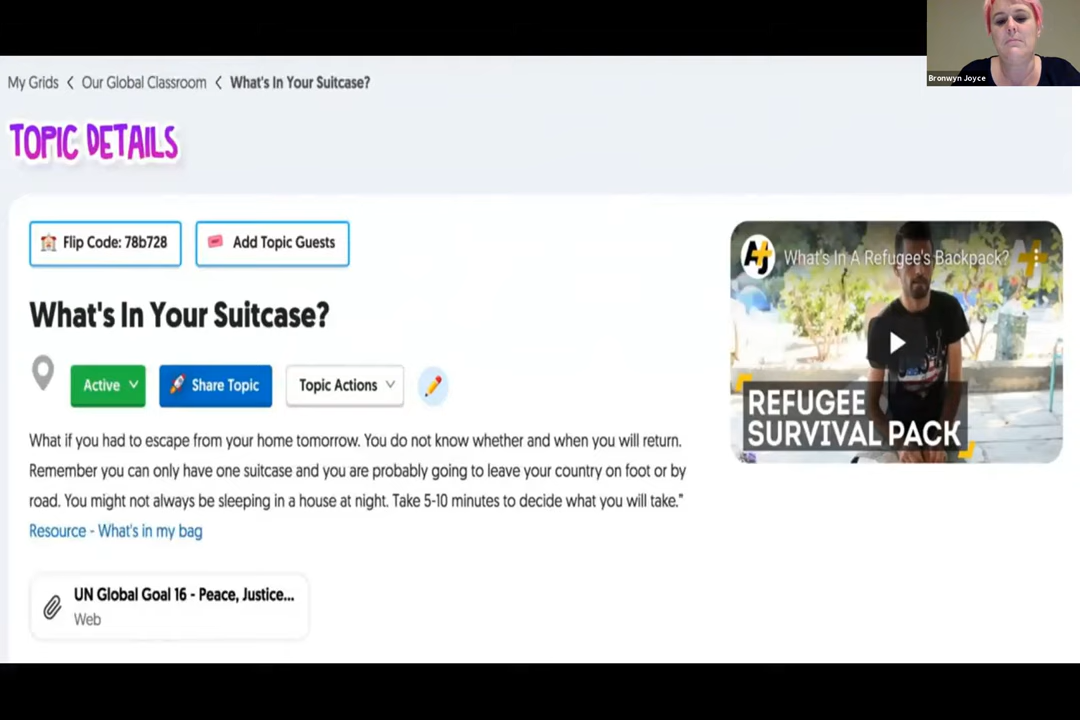 Bronwyn Joyce
My Grids < Our Global Classroom < What's In Your Suitcase?
TOPIC DETAILS
Flip Code: 78b728
Add Topic Guests
What's In Your Suitcase?
Active
Share Topic
Topic Actions
What if you had to escape from your home tomorrow. You do not know whether and when you will return.
Remember you can only have one suitcase and you are probably going to leave your country on foot or by
road. You might not always be sleeping in a house at night. Take 5-10 minutes to decide what you will take."
Resource - What's in my bag
UN Global Goal 16 - Peace, Justice...
Web
AJ+
What's In A Refugee's Backpack?
REFUGEE
SURVIVAL PACK